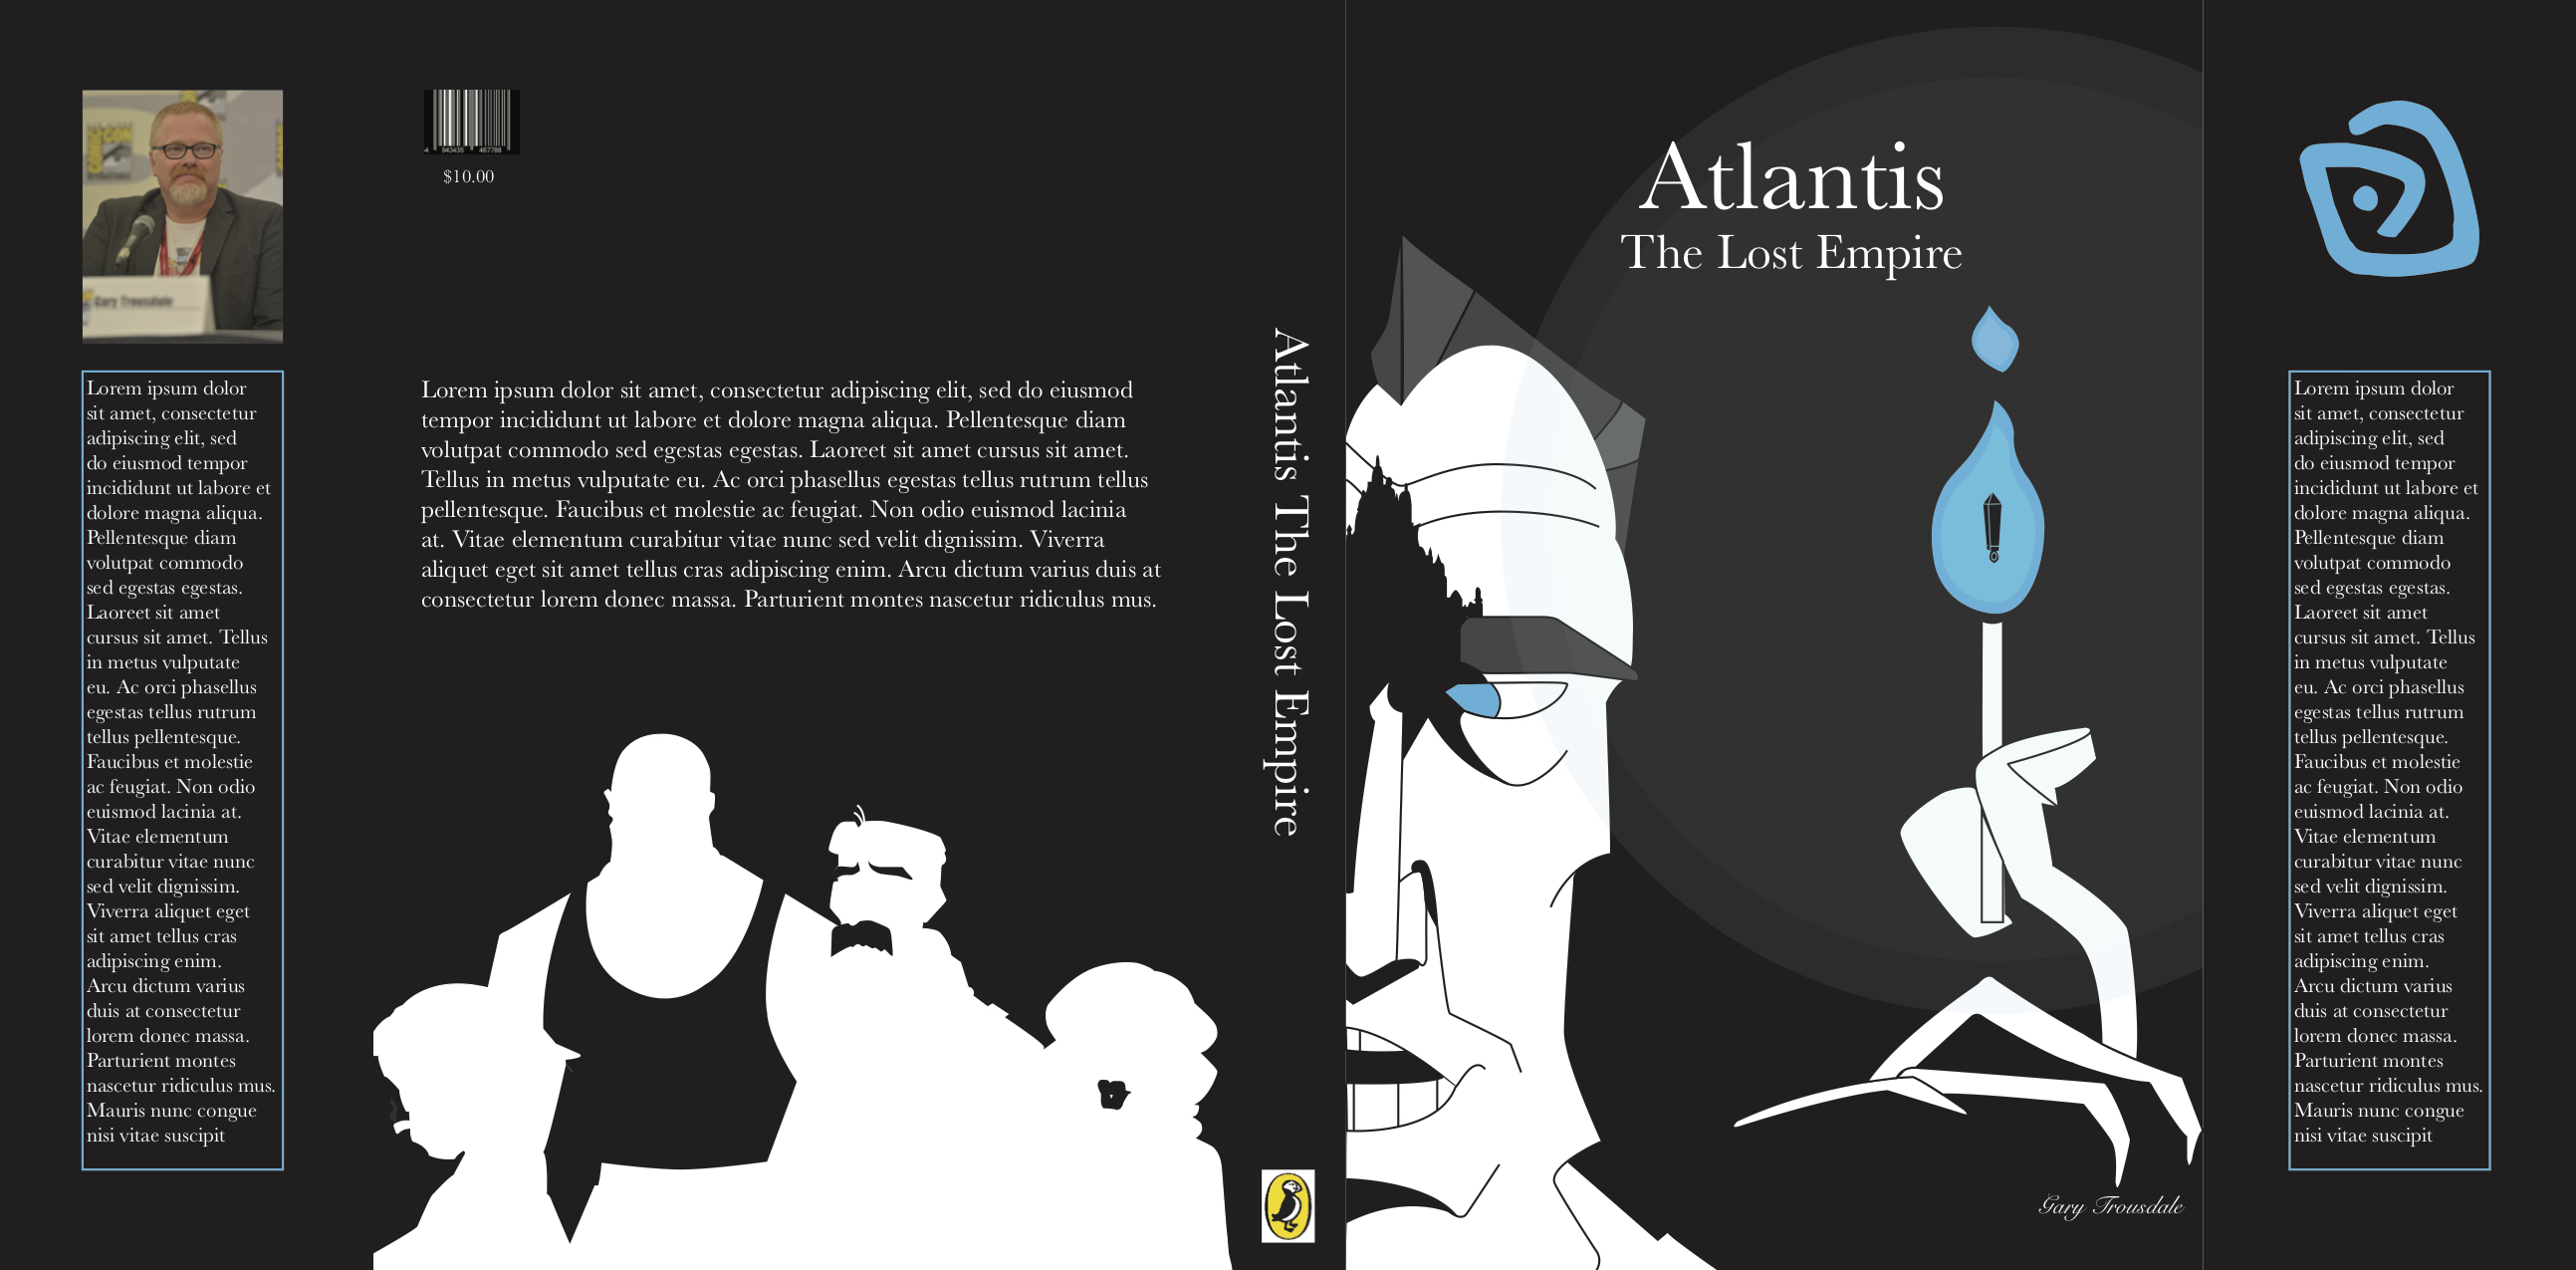 Gary Trousdale
Lorem ipsum dolor
sit amet, consectetur
adipiscing elit, sed
do eiusmod tempor
incididunt ut labore et
dolore magna aliqua.
Pellentesque diam
volutpat commodo
sed egestas egestas.
Laoreet sit amet
cursus sit amet. Tellus
in metus vulputate
eu. Ac orci phasellus
egestas tellus rutrum
tellus pellentesque.
Faucibus et molestie
ac feugiat. Non odio
euismod lacinia at.
Vitae elementum
curabitur vitae nunc
sed velit dignissim.
Viverra aliquet eget
sit amet tellus cras
adipiscing enim.
Arcu dictum varius
duis at consectetur
lorem donec massa.
Parturient montes
nascetur ridiculus mus.
Mauris nunc congue
nisi vitae suscipit
4 943435 467788
$10.00
Lorem ipsum dolor sit amet, consectetur adipiscing elit, sed do eiusmod
tempor incididunt ut labore et dolore magna aliqua. Pellentesque diam
volutpat commodo sed egestas egestas. Laoreet sit amet cursus sit amet.
Tellus in metus vulputate eu. Ac orci phasellus egestas tellus rutrum tellus
pellentesque. Faucibus et molestie ac feugiat. Non odio euismod lacinia
at. Vitae elementum curabitur vitae nunc sed velit dignissim. Viverra
aliquet eget sit amet tellus cras adipiscing enim. Arcu dictum varius duis at
consectetur lorem donec massa. Parturient montes nascetur ridiculus mus.
Atlantis The Lost Empire
Atlantis
The Lost Empire
Gary Trousdale
Lorem ipsum dolor
sit amet, consectetur
adipiscing elit, sed
do eiusmod tempor
incididunt ut labore et
dolore magna aliqua.
Pellentesque diam
volutpat commodo
sed egestas egestas.
Laoreet sit amet
cursus sit amet. Tellus
in metus vulputate
eu. Ac orci phasellus
egestas tellus rutrum
tellus pellentesque.
Faucibus et molestie
ac feugiat. Non odio
euismod lacinia at.
Vitae elementum
curabitur vitae nunc
sed velit dignissim.
Viverra aliquet eget
sit amet tellus cras
adipiscing enim.
Arcu dictum varius
duis at consectetur
lorem donec massa.
Parturient montes
nascetur ridiculus mus.
Mauris nunc congue
nisi vitae suscipit